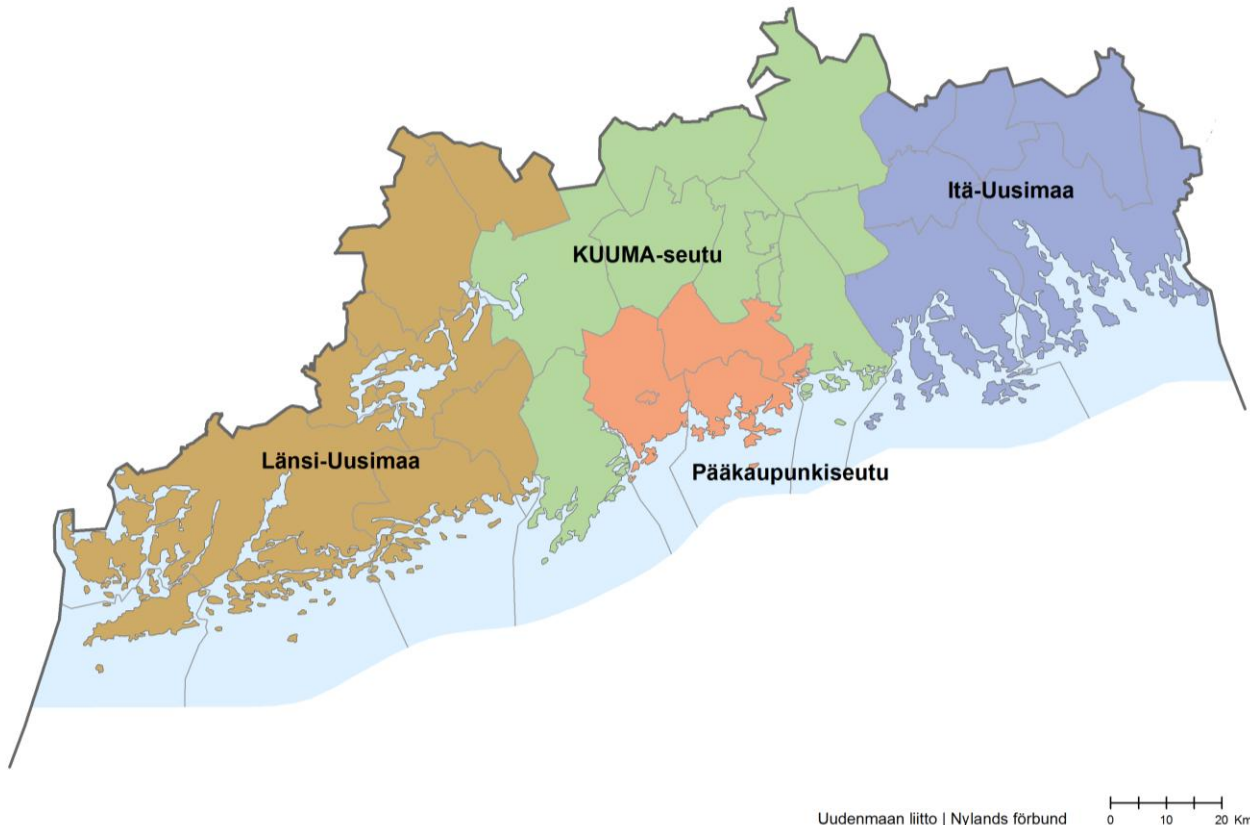 Itä-Uusimaa
KUUMA-seutu
Länsi-Uusimaa
Pääkaupunkiseutu
Uudenmaan liitto | Nylands förbund
0 10 20 Km